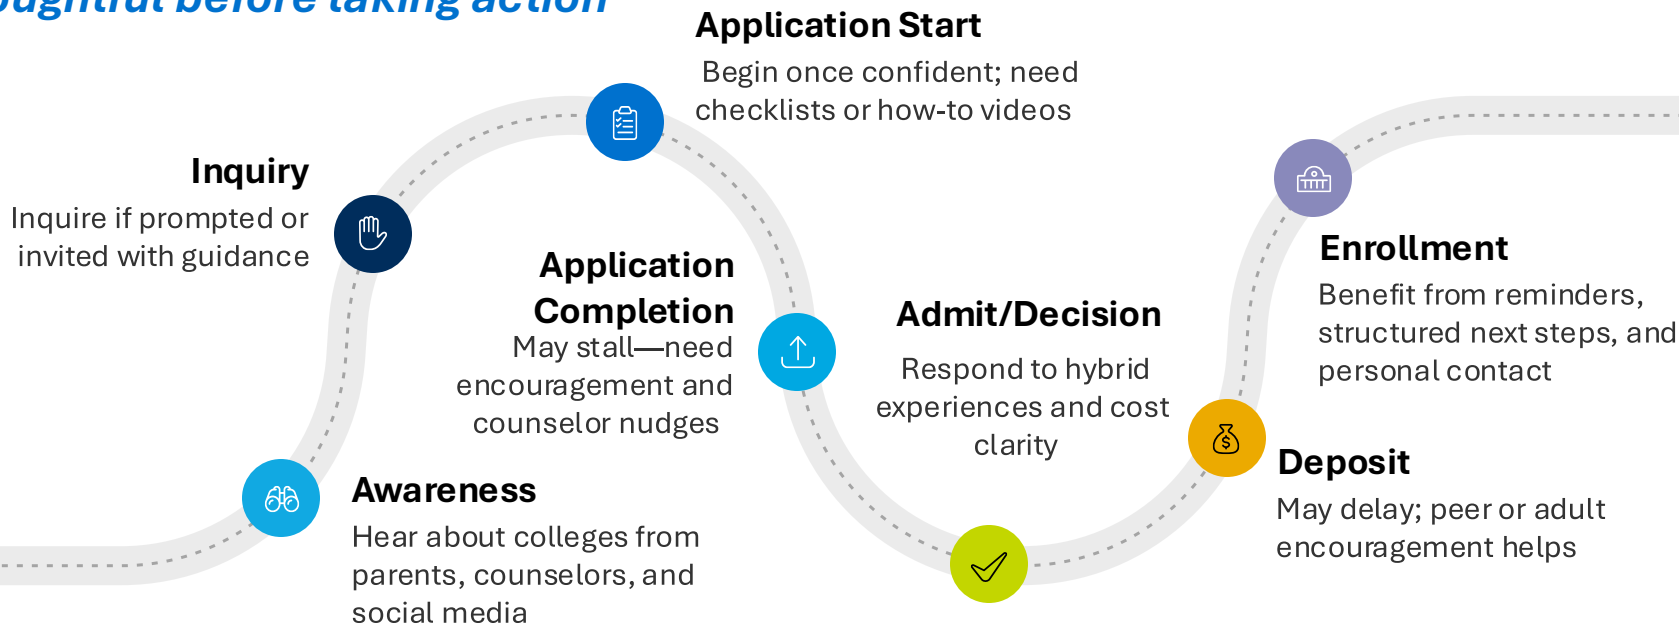 before taking action
Application Start
Begin once confident; need
checklists or how-to videos
Inquiry
Inquire if prompted or
invited with guidance
Application
Completion
May stall—need
encouragement and
counselor nudges
Awareness
Hear about colleges from
parents, counselors, and
social media
Admit/Decision
Respond to hybrid
experiences and cost
clarity
Enrollment
Benefit from reminders,
structured next steps, and
personal contact
Deposit
May delay; peer or adult
encouragement helps